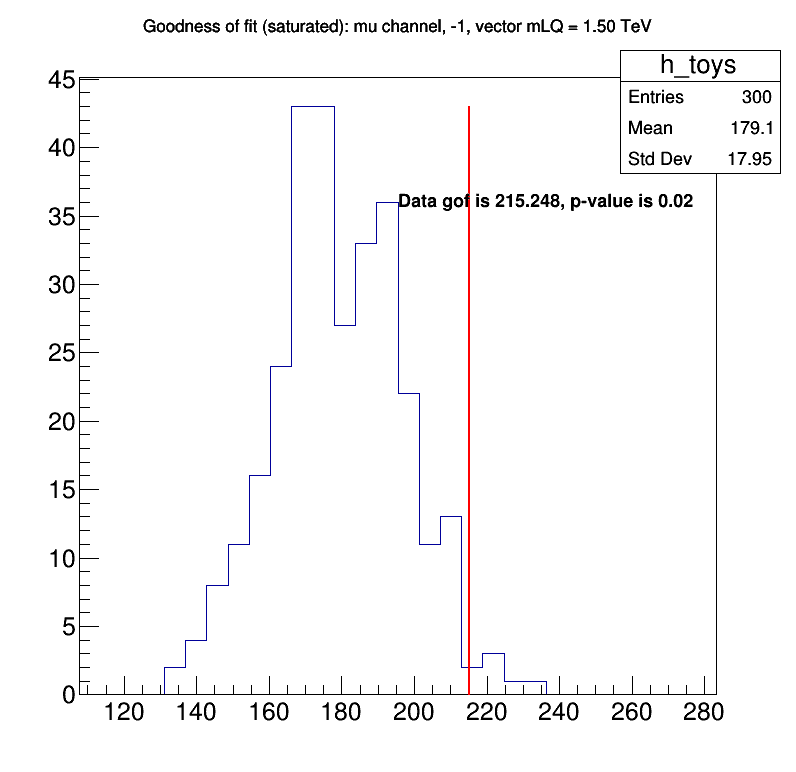 Goodness of fit (saturated): mu channel, -1, vector mLQ = 1.50 TeV
h_toys
Entries 300
Mean 179.1
Std Dev 17.95
Data gof is 215.248, p-value is 0.02
45
40
35
30
25
20
15
10
5
0
120 140 160 180 200 220 240 260 280